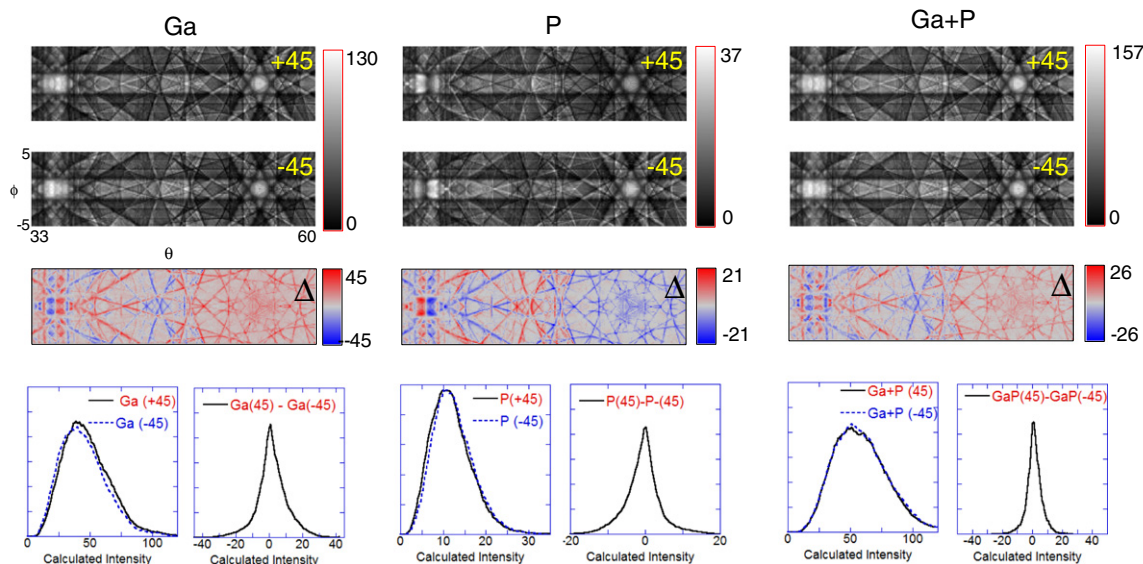 Ga P Ga+P
+45 130 +45 37 +45 157
5 -45 -45 -45
ϕ
-5 0 0 0
33 60
θ
Δ 45 Δ 21 Δ 26
-45 -21 -26
Ga (+45) Ga(45) - Ga(-45) P(+45) P(45)-P-(45) Ga+P (45) GaP(45)-GaP(-45)
Ga (-45) P (-45) Ga+P (-45)
0 50 100 -40 -20 0 20 40 0 10 20 30 -20 0 20 0 50 100 -40 -20 0 20 40
Calculated Intensity Calculated Intensity Calculated Intensity Calculated Intensity Calculated Intensity Calculated Intensity